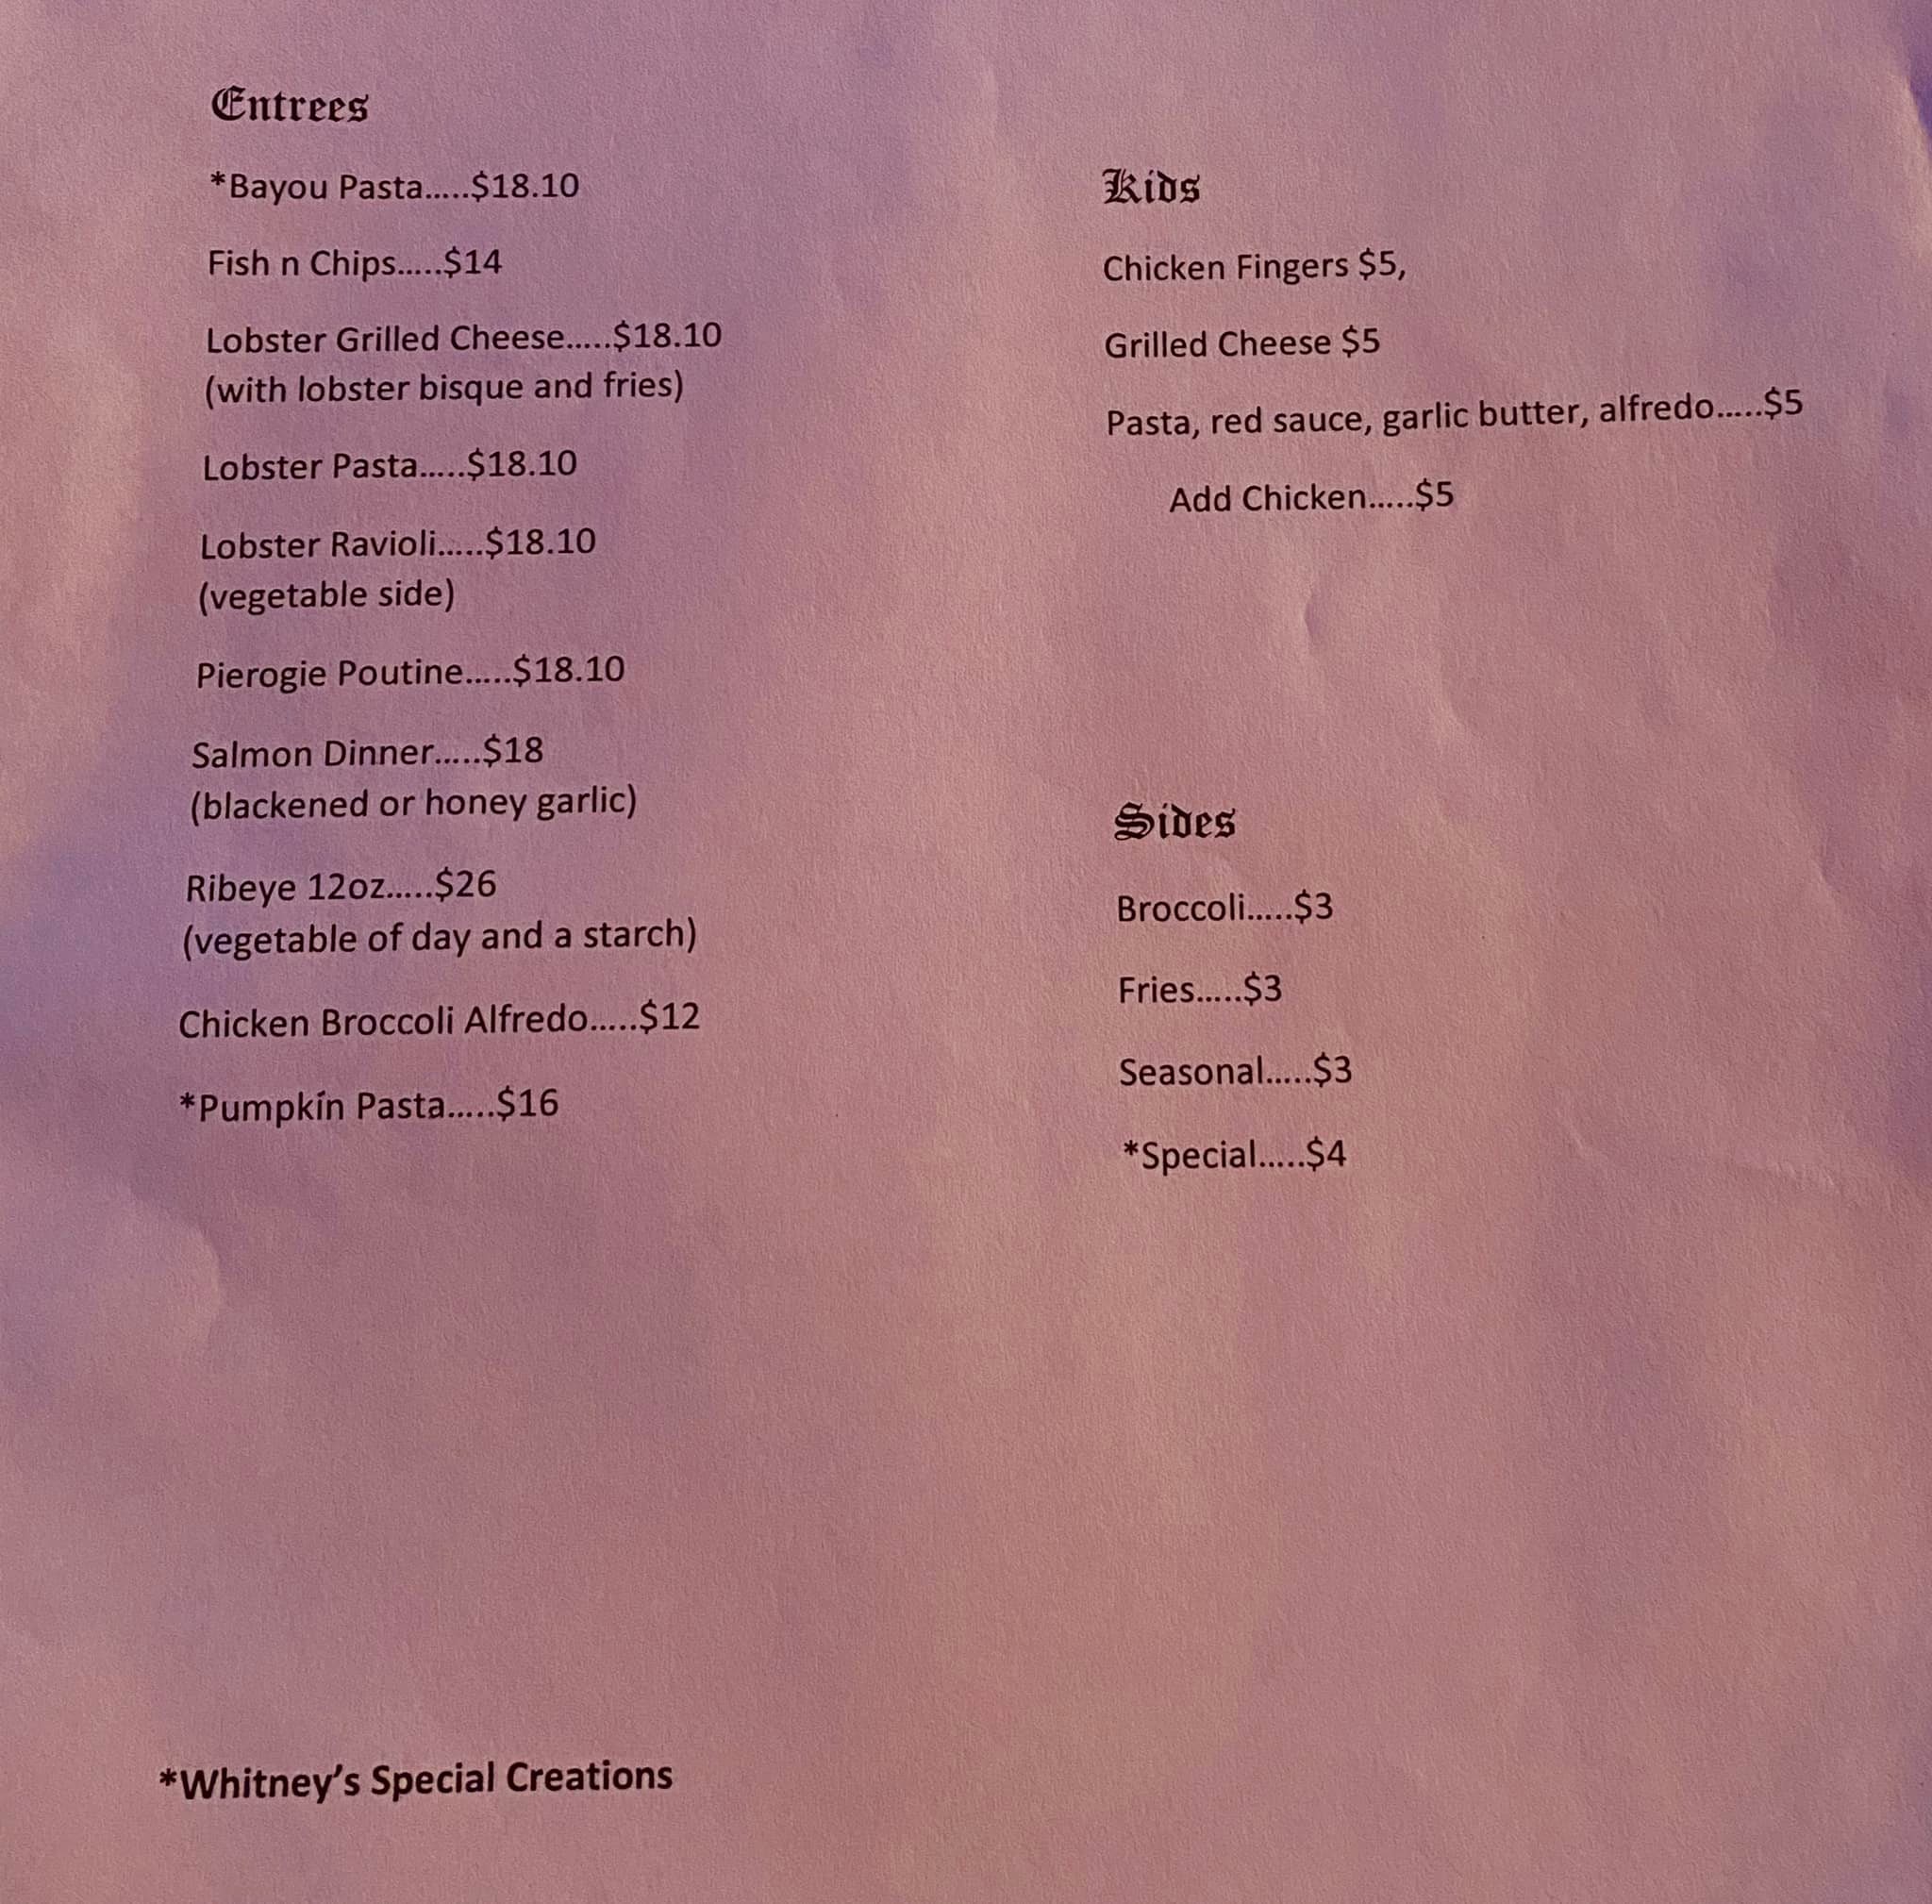 Entrees
*Bayou Pasta.....$18.10
Fish n Chips.....$14
Lobster Grilled Cheese.....$18.10
(with lobster bisque and fries)
Lobster Pasta.....$18.10
Lobster Ravioli.....$18.10
(vegetable side)
Pierogie Poutine.....$18.10
Salmon Dinner.....$18
(blackened or honey garlic)
Ribeye 12oz.....$26
(vegetable of day and a starch)
Chicken Broccoli Alfredo.....$12
*Pumpkin Pasta.....$16
Kids
Chicken Fingers $5,
Grilled Cheese $5
Pasta, red sauce, garlic butter, alfredo.....$5
Add Chicken.....$5
Sides
Broccoli.....$3
Fries.....$3
Seasonal.....$3
*Special.....$4
*Whitney’s Special Creations